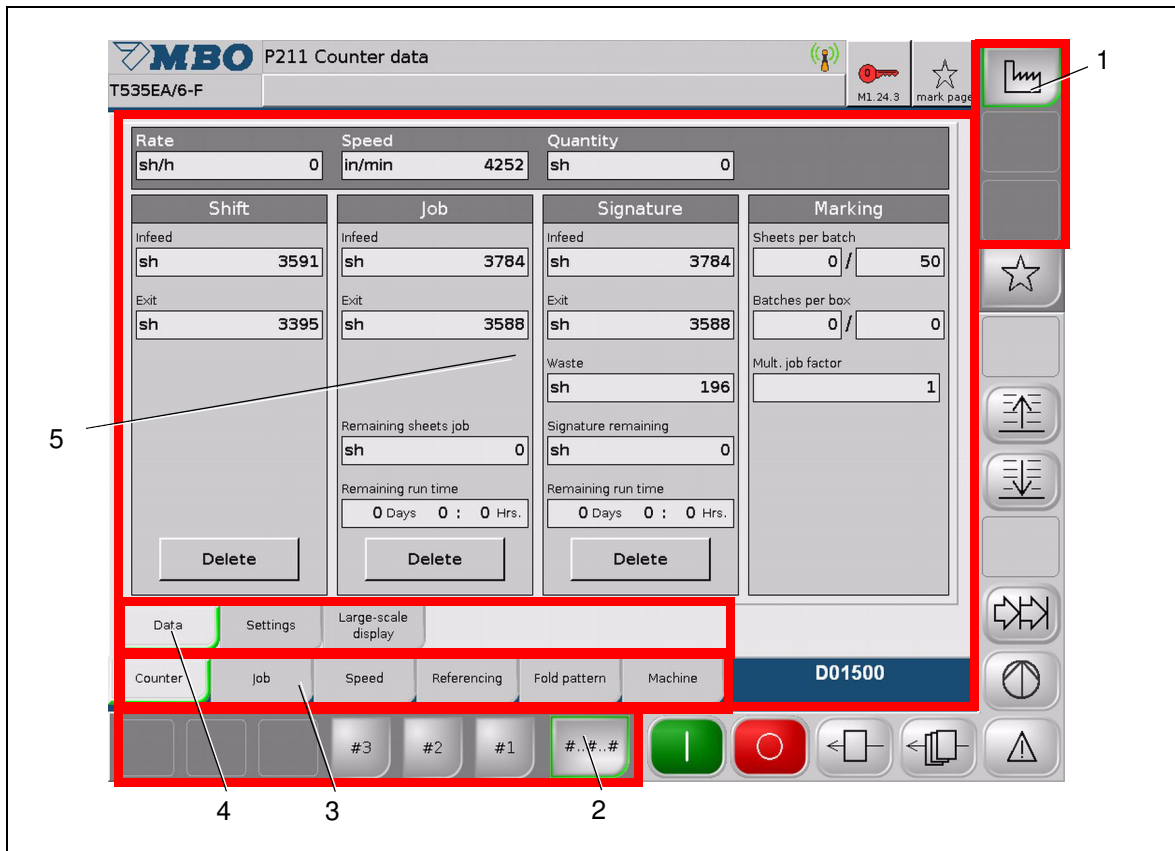 MBO P211 Counter data
T535EA/6-F
M1.24.3 mark page
1
Rate Speed Quantity
sh/h 0 in/min 4252 sh 0
Shift Job Signature Marking
Infeed Infeed Infeed Sheets per batch
sh 3591 sh 3784 sh 3784 0 / 50
Exit Exit Exit Batches per box
sh 3395 sh 3588 sh 3588 0 / 0
Waste Mult. job factor
sh 196 1
5
Remaining sheets job Signature remaining
sh 0 sh 0
Remaining run time Remaining run time
0 Days 0 : 0 Hrs. 0 Days 0 : 0 Hrs.
Delete Delete Delete
Data Settings Large-scale
display
Counter Job Speed Referencing Fold pattern Machine D01500
#3 #2 #1 #..#..#
4 3 2